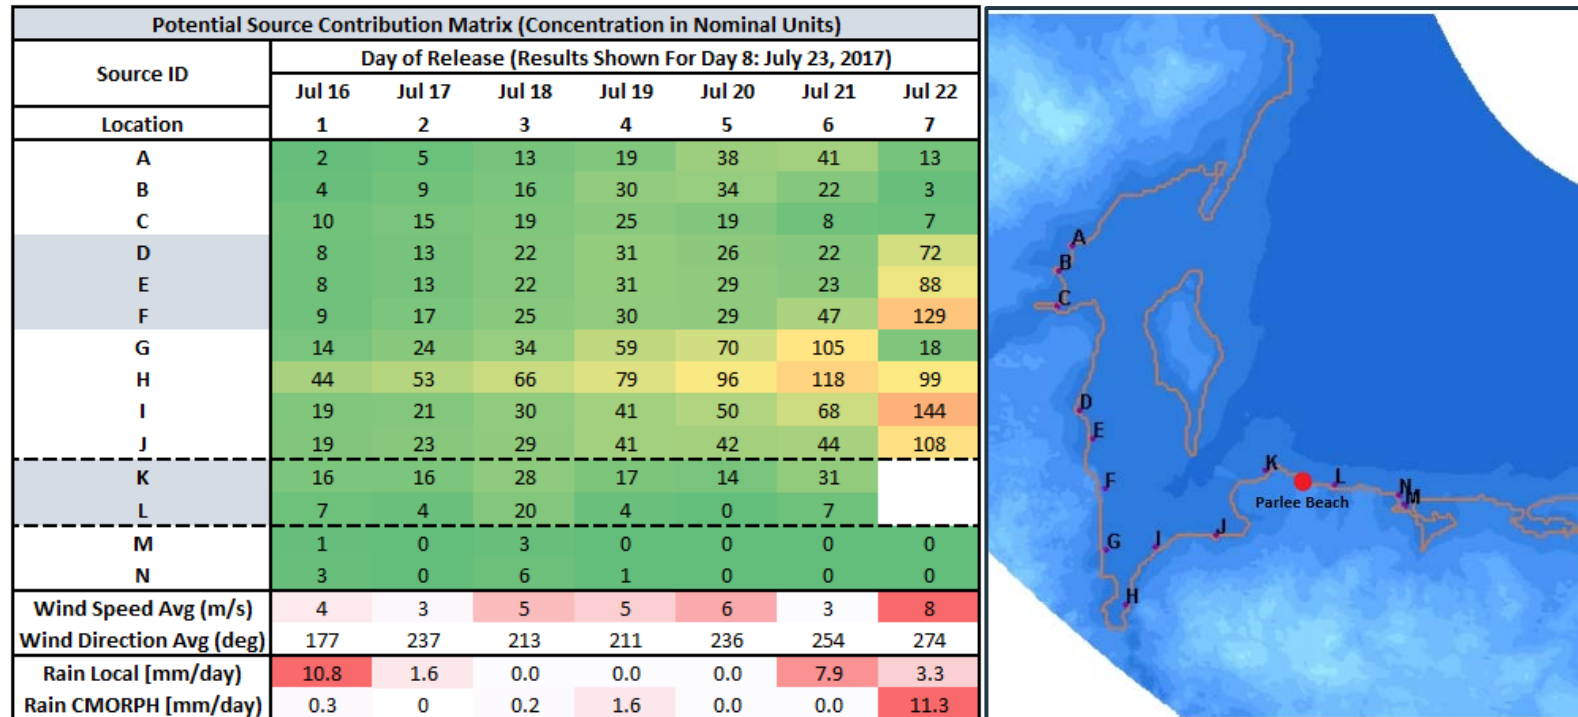 Potential Source Contribution Matrix (Concentration in Nominal Units)
Source ID
Day of Release (Results Shown For Day 8: July 23, 2017)
Jul 16 Jul 17 Jul 18 Jul 19 Jul 20 Jul 21 Jul 22
Location 1 2 3 4 5 6 7
A 2 5 13 19 38 41 13
B 4 9 16 30 34 22 3
C 10 15 19 25 19 8 7
D 8 13 22 31 26 22 72
E 8 13 22 31 29 23 88
F 9 17 25 30 29 47 129
G 14 24 34 59 70 105 18
H 44 53 66 79 96 118 99
I 19 21 30 41 50 68 144
J 19 23 29 41 42 44 108
K 16 16 28 17 14 31
L 7 4 20 4 0 7
M 1 0 3 0 0 0 0
N 3 0 6 1 0 0 0
Wind Speed Avg (m/s) 4 3 5 5 6 3 8
Wind Direction Avg (deg) 177 237 213 211 236 254 274
Rain Local [mm/day] 10.8 1.6 0.0 0.0 0.0 7.9 3.3
Rain CMORPH [mm/day] 0.3 0 0.2 1.6 0.0 0.0 11.3
A
B
C
D
E
F
G
H
I
J
K
Parlee Beach
L
N
M